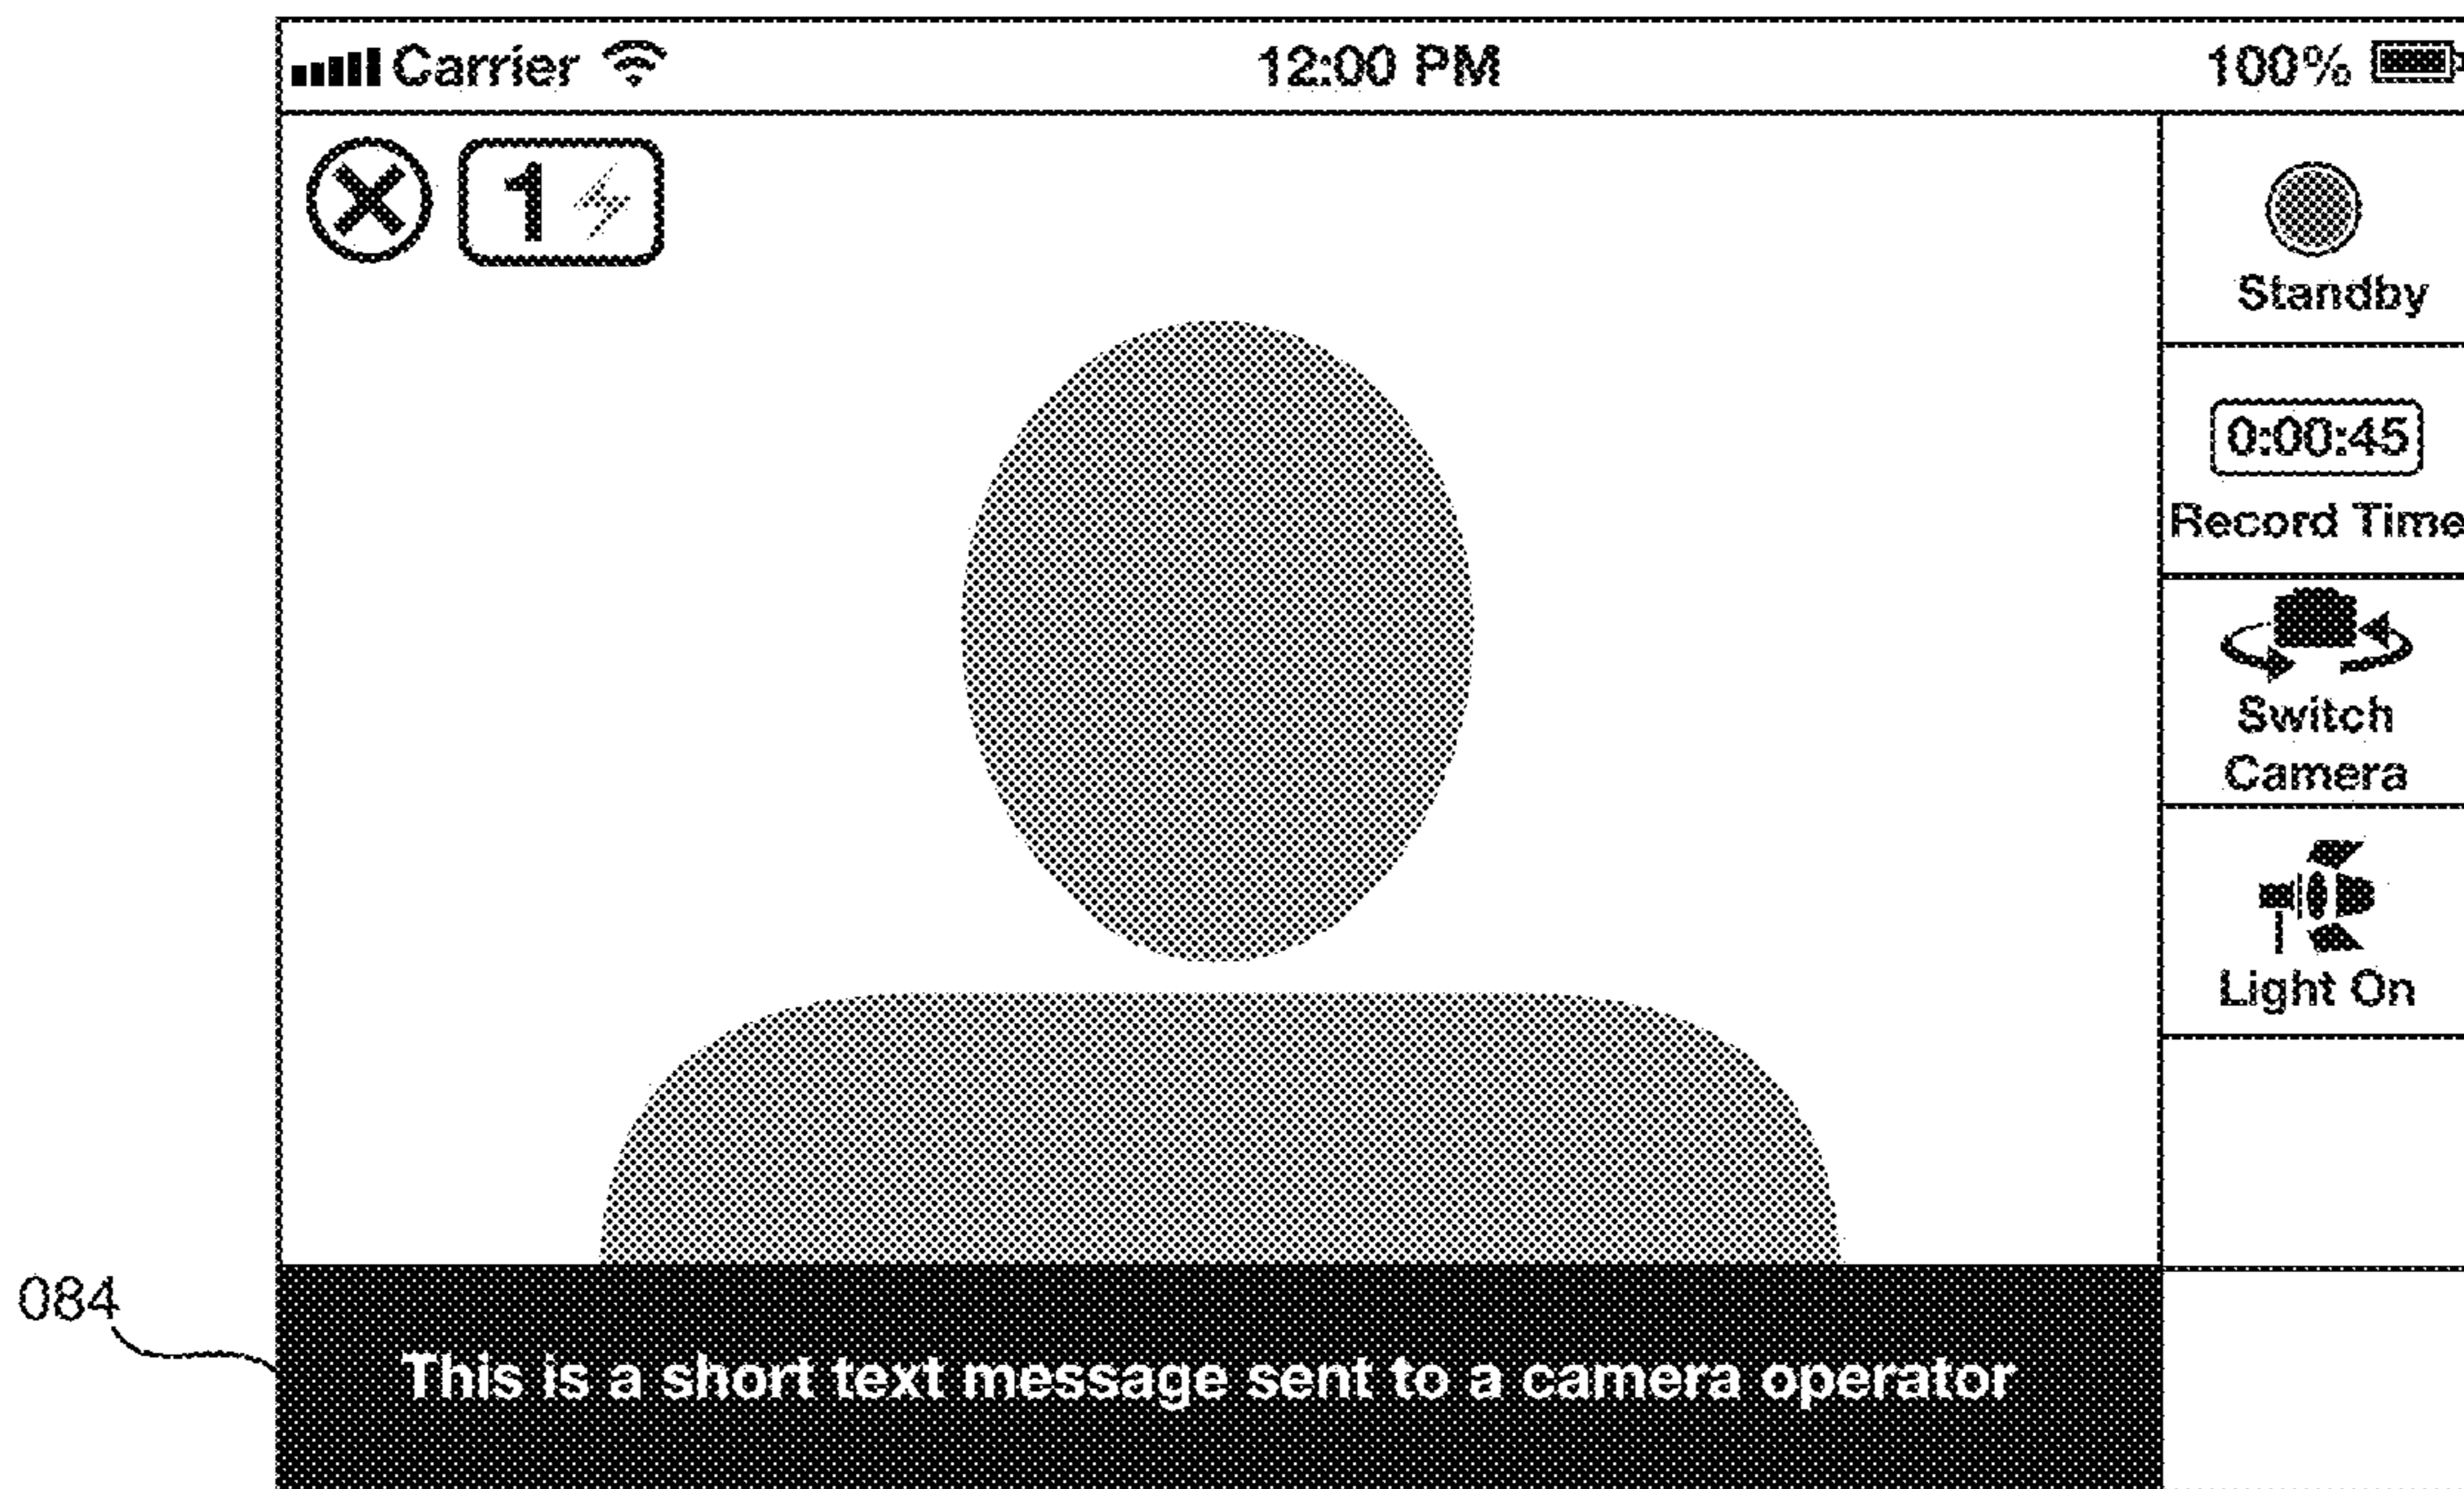 Carrier 12:00 PM 100%
1
Standby
0:00:45
Record Time
Switch
Camera
Light On
084
This is a short text message sent to a camera operator